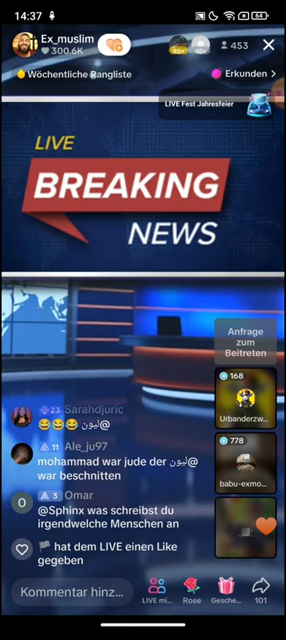 14:37
64
Ex_muslim
300.6K
40+
40+
453
Wöchentliche Rangliste
Erkunden >
LIVE Fest Jahresfeier
LIVE
BREAKING
NEWS
Anfrage
zum
Beitreten
168
Urbanderzw...
778
babu-exmo...
23 Sarahdjuric
@ليون 😂😂😂
11 Ale_ju97
mohammad war jude der ليون@
war beschnitten
3 Omar
@Sphinx was schreibst du
irgendwelche Menschen an
hat dem LIVE einen Like
gegeben
Kommentar hinz...
LIVE mi...
Rose
Gesche...
101